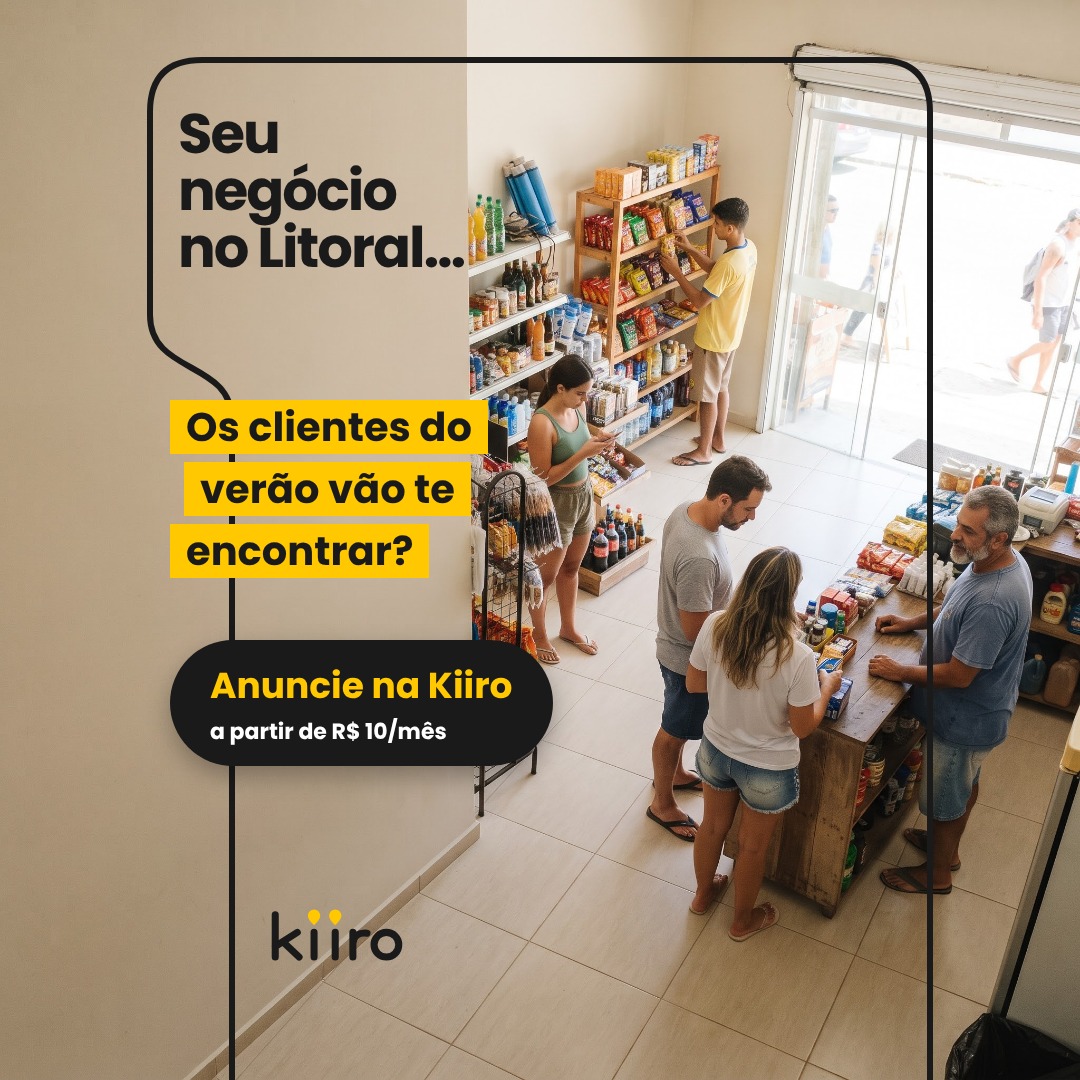 Seu
negócio
no Litoral...
Os clientes do
verão vão te
encontrar?
Anuncie na Kiiro
a partir de R$ 10/mês
kiiro